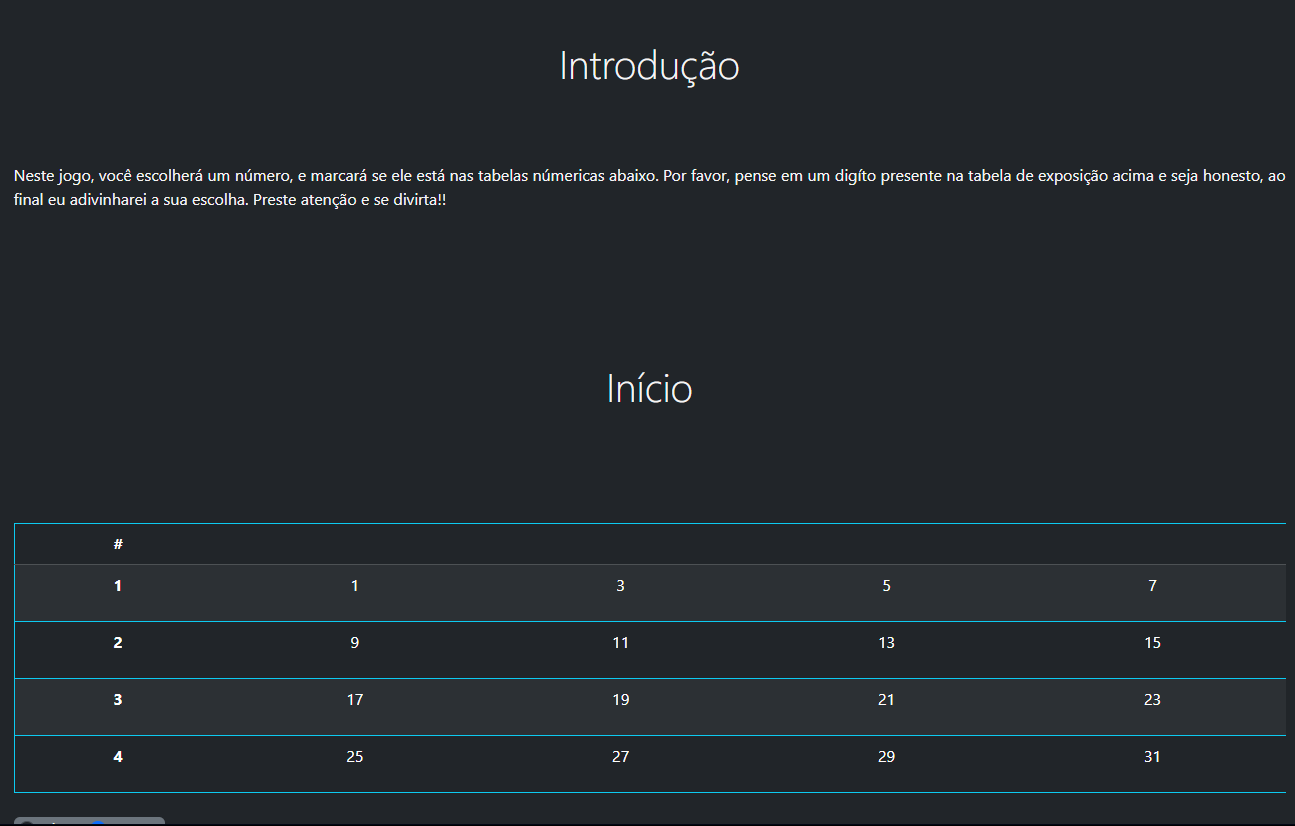 Introdução
Neste jogo, você escolherá um número, e marcará se ele está nas tabelas númericas abaixo. Por favor, pense em um digíto presente na tabela de exposição acima e seja honesto, ao
final eu adivinharei a sua escolha. Preste atenção e se divirta!!
Início
#
1 1 3 5 7
2 9 11 13 15
3 17 19 21 23
4 25 27 29 31